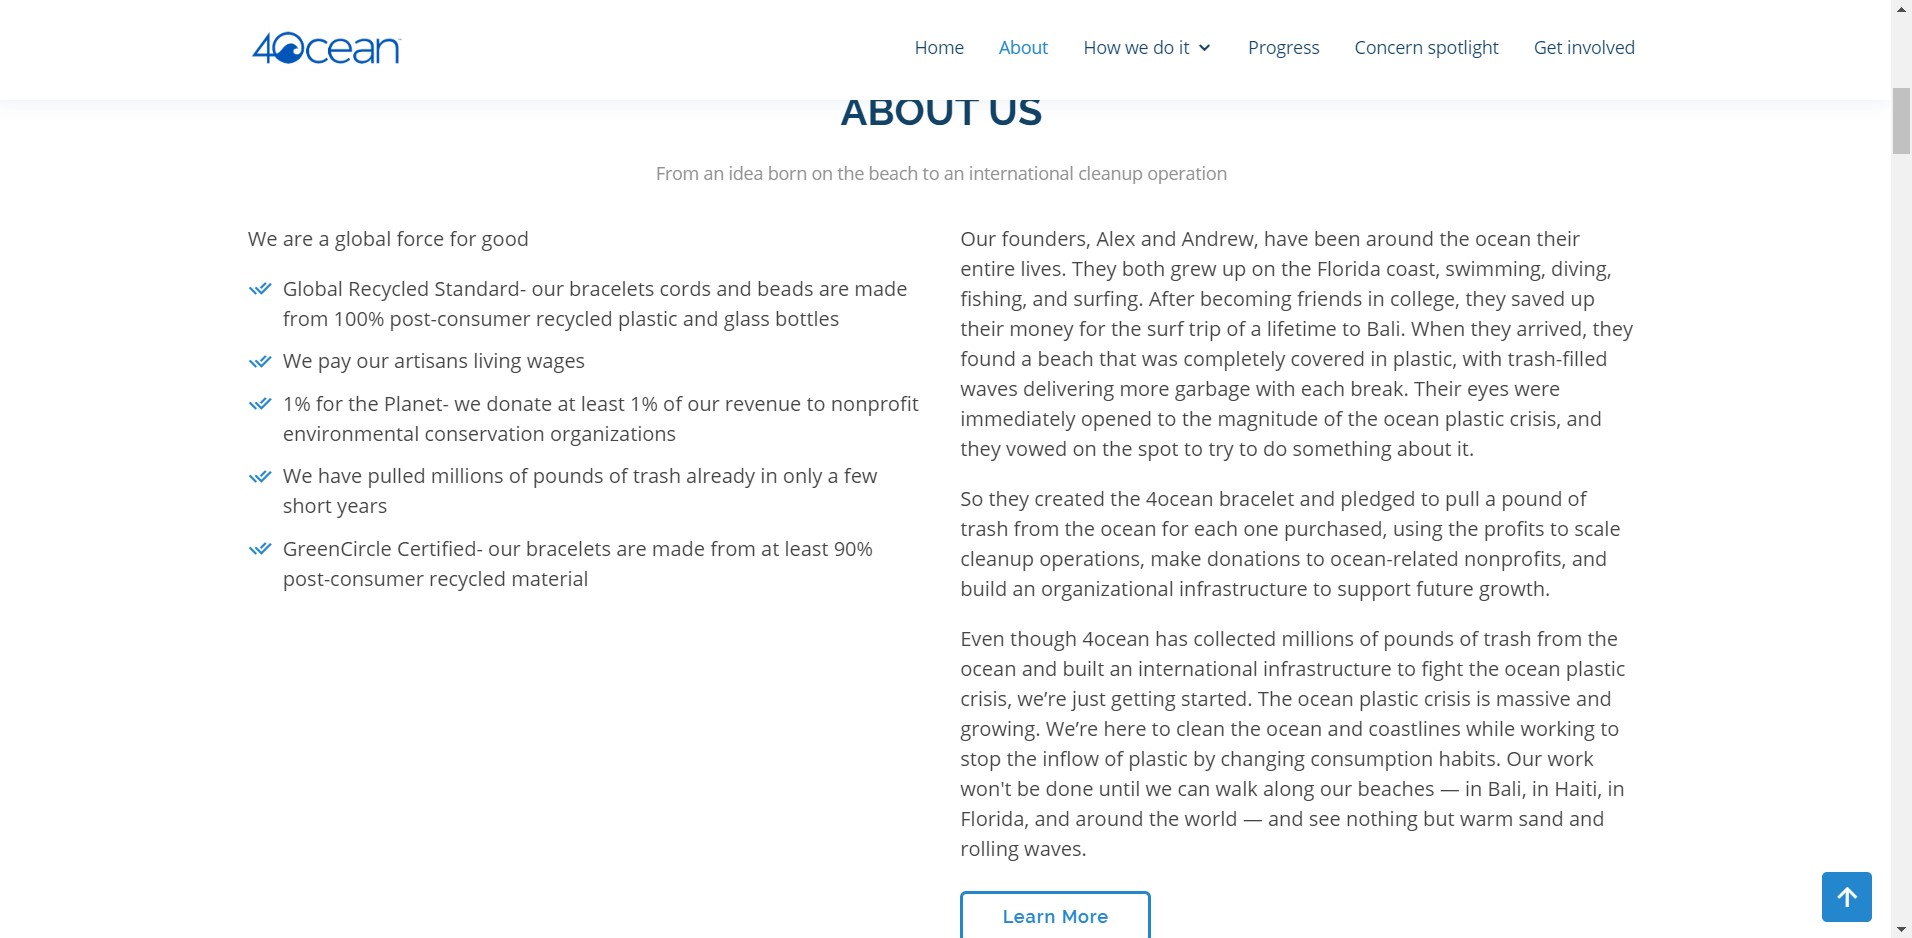 4Ocean
Home About How we do it Progress Concern spotlight Get involved
ABOUT US
From an idea born on the beach to an international cleanup operation
We are a global force for good
Global Recycled Standard- our bracelets cords and beads are made
from 100% post-consumer recycled plastic and glass bottles
We pay our artisans living wages
1% for the Planet- we donate at least 1% of our revenue to nonprofit
environmental conservation organizations
We have pulled millions of pounds of trash already in only a few
short years
GreenCircle Certified- our bracelets are made from at least 90%
post-consumer recycled material
Our founders, Alex and Andrew, have been around the ocean their
entire lives. They both grew up on the Florida coast, swimming, diving,
fishing, and surfing. After becoming friends in college, they saved up
their money for the surf trip of a lifetime to Bali. When they arrived, they
found a beach that was completely covered in plastic, with trash-filled
waves delivering more garbage with each break. Their eyes were
immediately opened to the magnitude of the ocean plastic crisis, and
they vowed on the spot to try to do something about it.
So they created the 4ocean bracelet and pledged to pull a pound of
trash from the ocean for each one purchased, using the profits to scale
cleanup operations, make donations to ocean-related nonprofits, and
build an organizational infrastructure to support future growth.
Even though 4ocean has collected millions of pounds of trash from the
ocean and built an international infrastructure to fight the ocean plastic
crisis, we’re just getting started. The ocean plastic crisis is massive and
growing. We’re here to clean the ocean and coastlines while working to
stop the inflow of plastic by changing consumption habits. Our work
won't be done until we can walk along our beaches — in Bali, in Haiti, in
Florida, and around the world — and see nothing but warm sand and
rolling waves.
Learn More